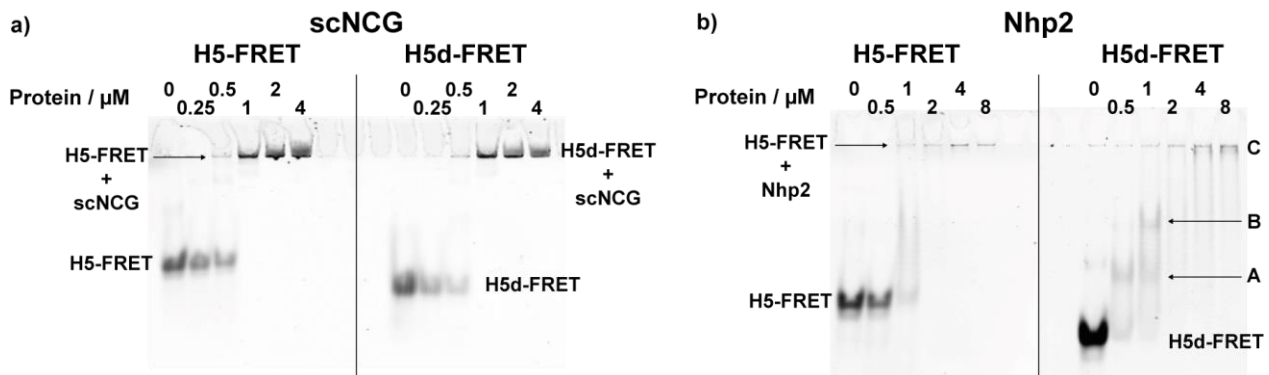 a)
scNCG
H5-FRET H5d-FRET
Protein / µM
0 0.5 2
0.25 1 4
0 0.5 2
0.25 1 4
H5-FRET
+
scNCG
H5d-FRET
+
scNCG
H5-FRET
H5d-FRET
b)
Nhp2
H5-FRET H5d-FRET
Protein / µM
0 1 4
0.5 2 8
0 1 4
0.5 2 8
H5-FRET
+
Nhp2
C
B
A
H5-FRET
H5d-FRET